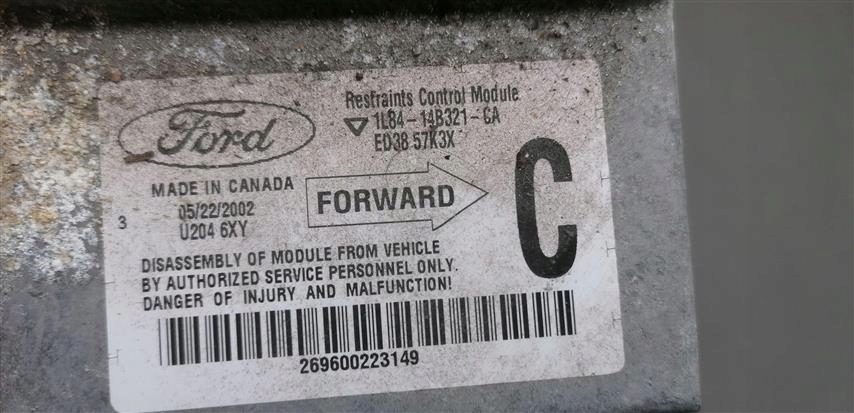 Ford
Restraints Control Module
1L84-14B321-CA
ED38 57K3X
MADE IN CANADA
05/22/2002
U204 6XY
3
FORWARD
C
DISASSEMBLY OF MODULE FROM VEHICLE
BY AUTHORIZED SERVICE PERSONNEL ONLY.
DANGER OF INJURY AND MALFUNCTION!
269600223149